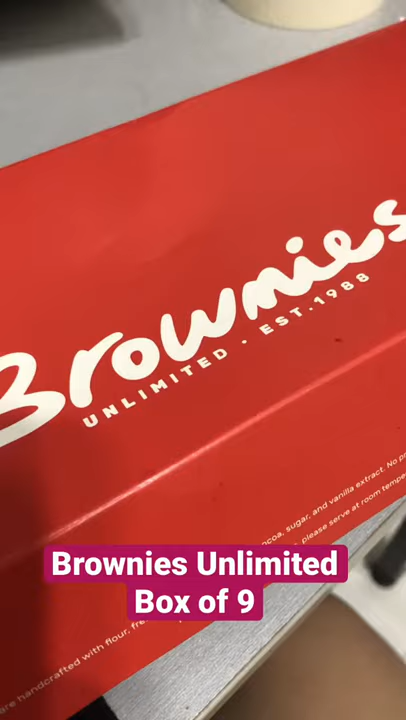 Brownies
UNLIMITED · EST.1988
are handcrafted with flour, cocoa, sugar, and vanilla extract. No
please serve at room
Brownies Unlimited
Box of 9